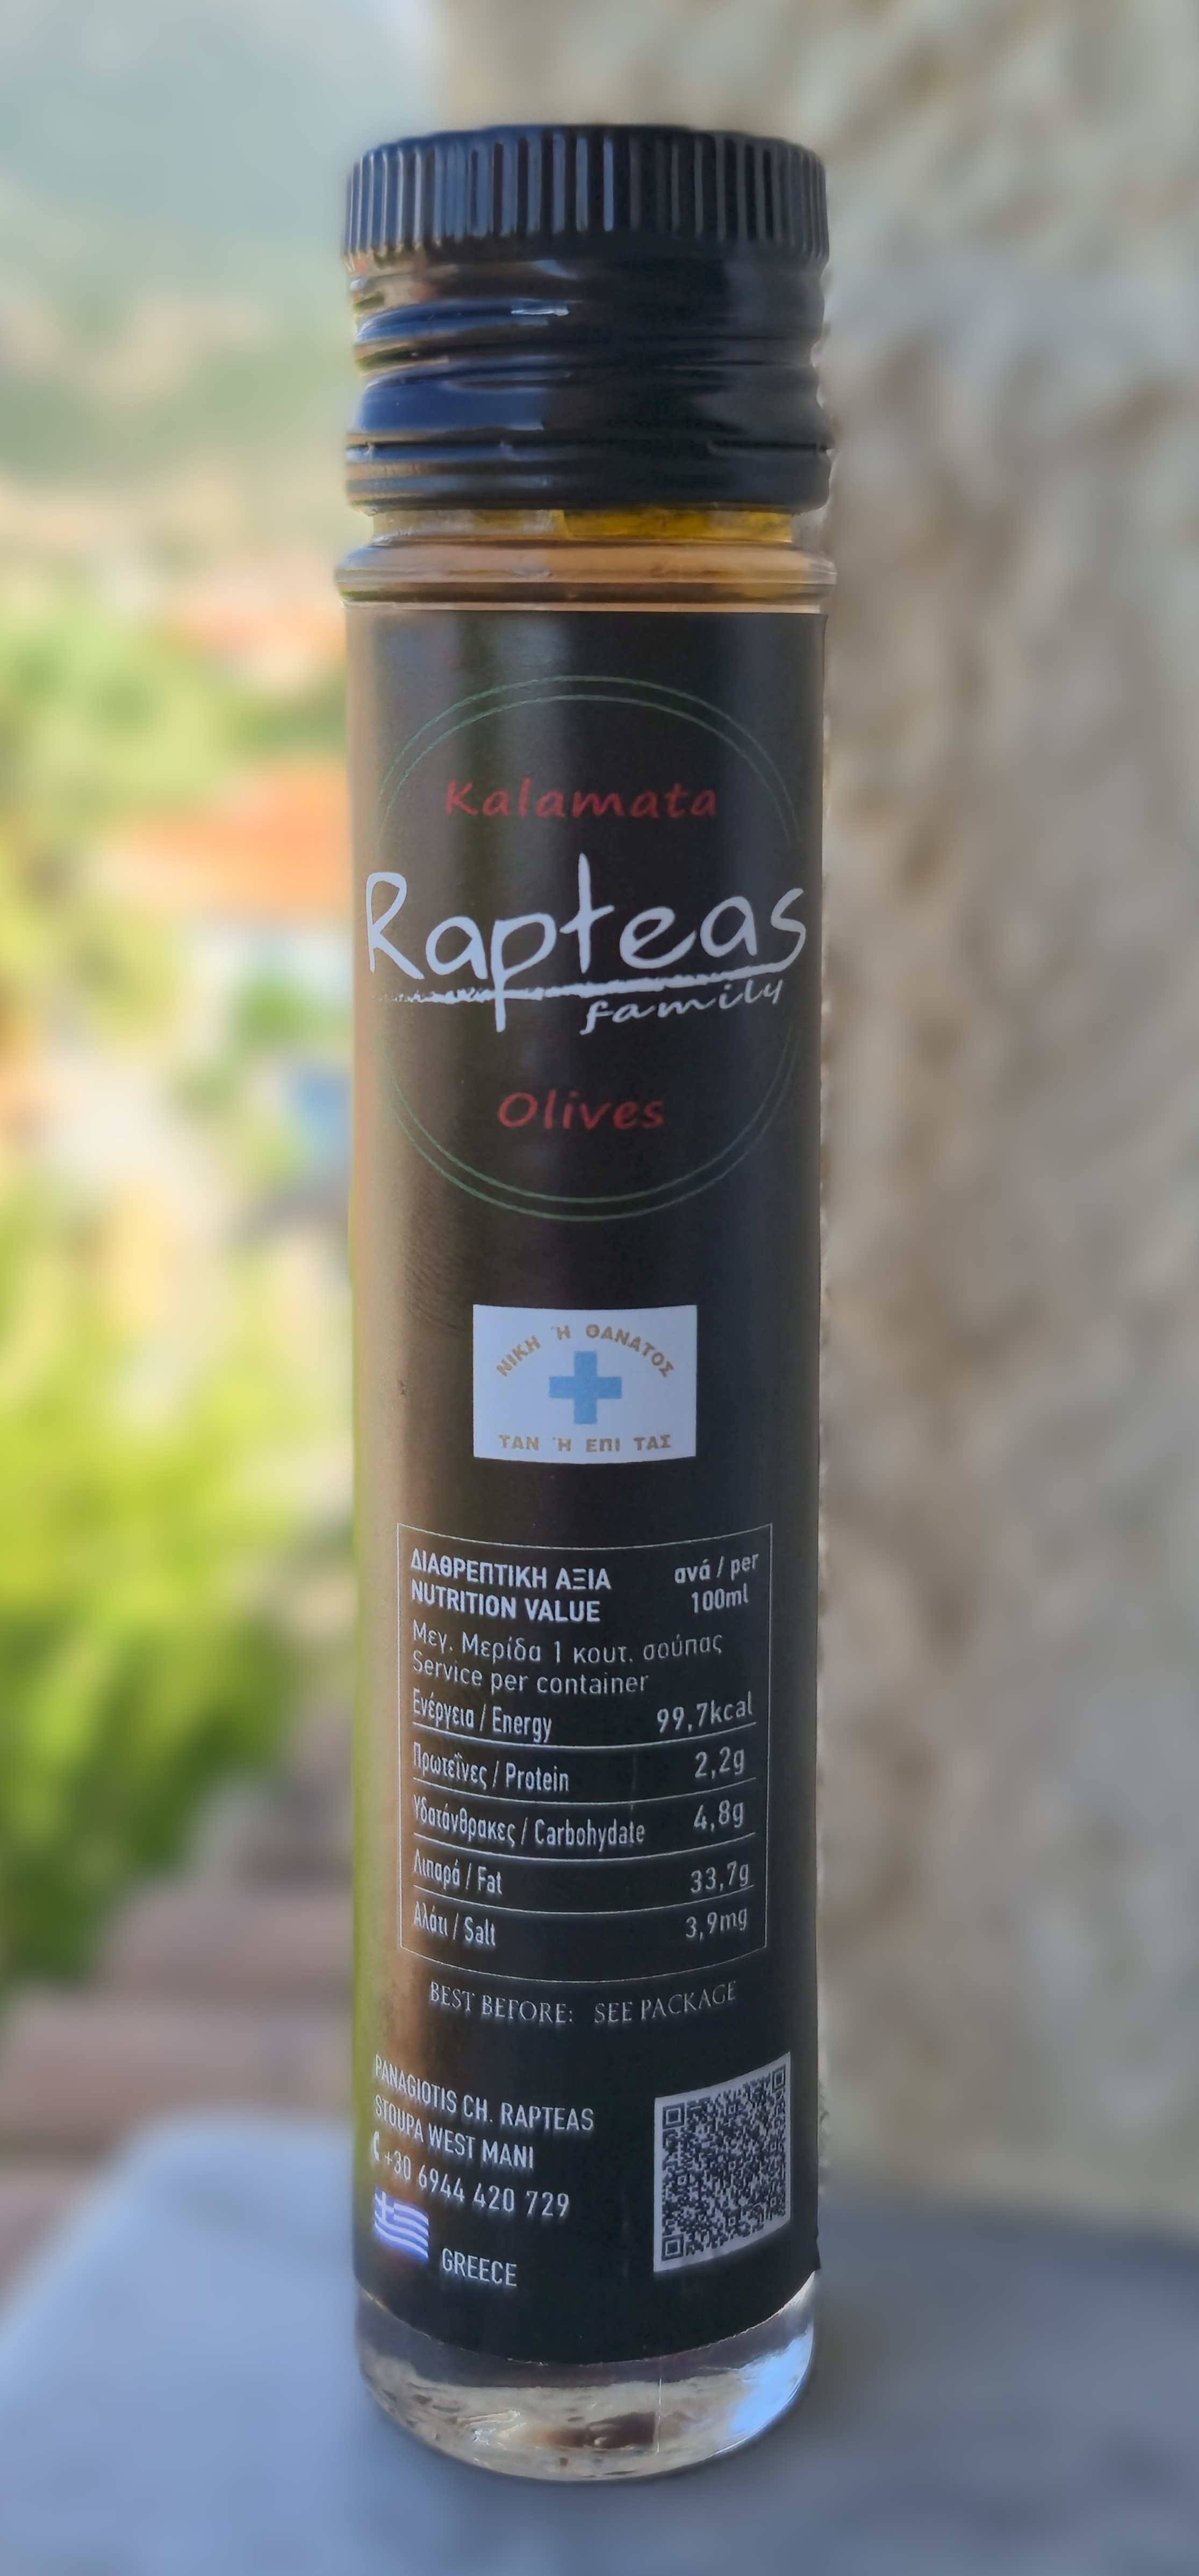 Kalamata
Rapteas
family
Olives
ΝΙΚΗ Ή ΘΑΝΑΤΟΣ
ΤΑΝ Ή ΕΠΙ ΤΑΣ
ΔΙΑΘΡΕΠΤΙΚΗ ΑΞΙΑ ανά / per
NUTRITION VALUE 100ml
Μεγ. Μερίδα 1 κουτ. σούπας
Service per container
Ενέργεια / Energy 99,7kcal
Πρωτεΐνες / Protein 2,2g
Υδατάνθρακες / Carbohydate 4,8g
Λιπαρά / Fat 33,7g
Αλάτι / Salt 3,9mg
BEST BEFORE: SEE PACKAGE
PANAGIOTIS CH. RAPTEAS
STOUPA WEST MANI
+30 6944 420 729
GREECE